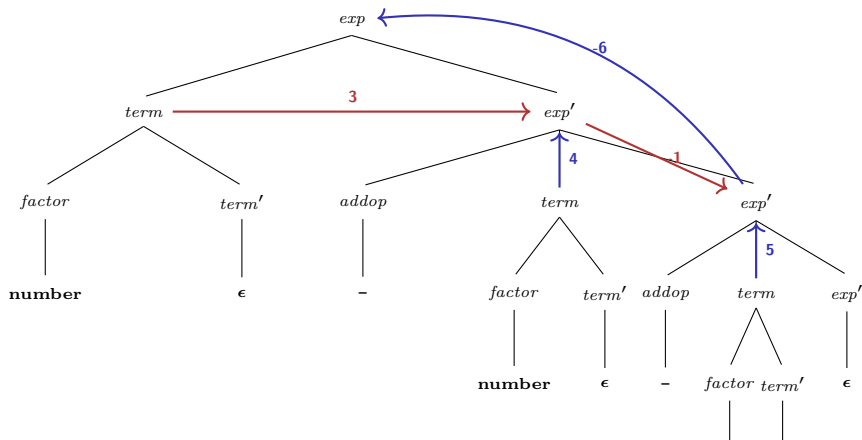 exp
-6
3
term exp′
4 -1
factor term′ addop term exp′
5
number ϵ – factor term′ addop term exp′
number ϵ – factor term′ ϵ